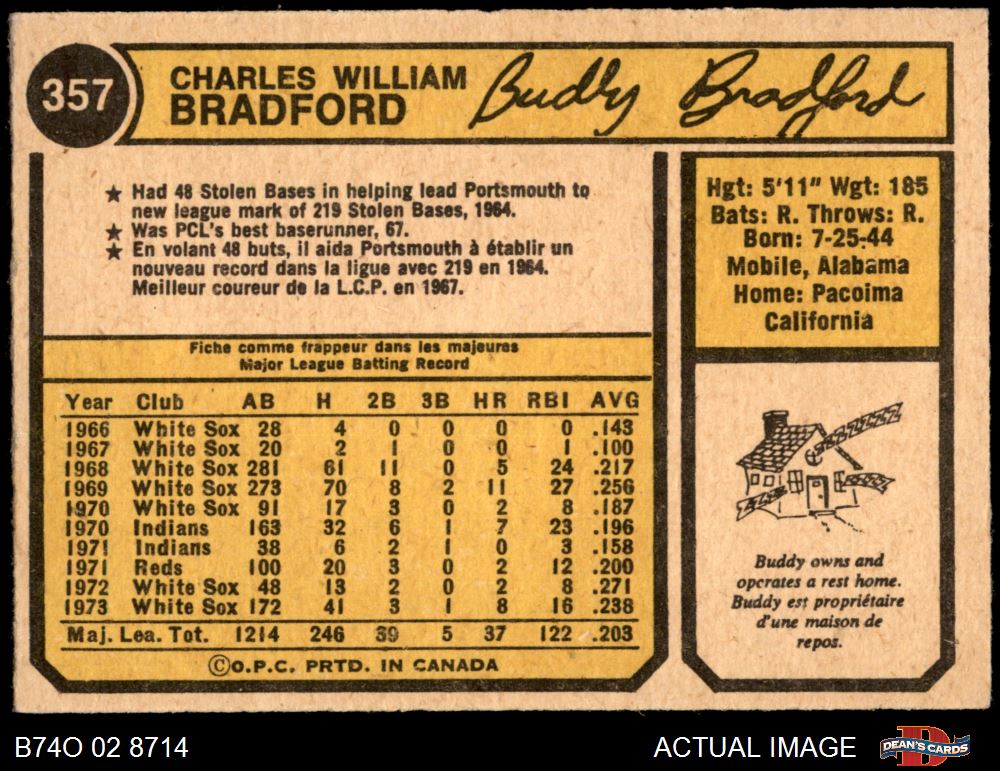 357
CHARLES WILLIAM
BRADFORD
Buddy Bradford
★ Had 48 Stolen Bases in helping lead Portsmouth to
new league mark of 219 Stolen Bases, 1964.
★ Was PCL's best baserunner, 67.
★ En volant 48 buts, il aida Portsmouth à établir un
nouveau record dans la ligue avec 219 en 1964.
Meilleur coureur de la L.C.P. en 1967.
Hgt: 5'11" Wgt: 185
Bats: R. Throws: R.
Born: 7-25-44
Mobile, Alabama
Home: Pacoima
California
Fiche comme frappeur dans les majeures
Major League Batting Record
Year Club AB H 2B 3B HR RBI AVG
1966 White Sox 28 4 0 0 0 0 .143
1967 White Sox 20 2 1 0 0 1 .100
1968 White Sox 281 61 11 0 5 24 .217
1969 White Sox 273 70 8 2 11 27 .256
1970 White Sox 91 17 3 0 2 8 .187
1970 Indians 163 32 6 1 7 23 .196
1971 Indians 38 6 2 1 0 3 .158
1971 Reds 100 20 3 0 2 12 .200
1972 White Sox 48 13 2 0 2 8 .271
1973 White Sox 172 41 3 1 8 16 .238
Maj. Lea. Tot. 1214 246 39 5 37 122 .203
©O.P.C. PRTD. IN CANADA
Buddy owns and
operates a rest home.
Buddy est propriétaire
d'une maison de
repos.
B74O 02 8714
ACTUAL IMAGE
DEAN'S CARDS